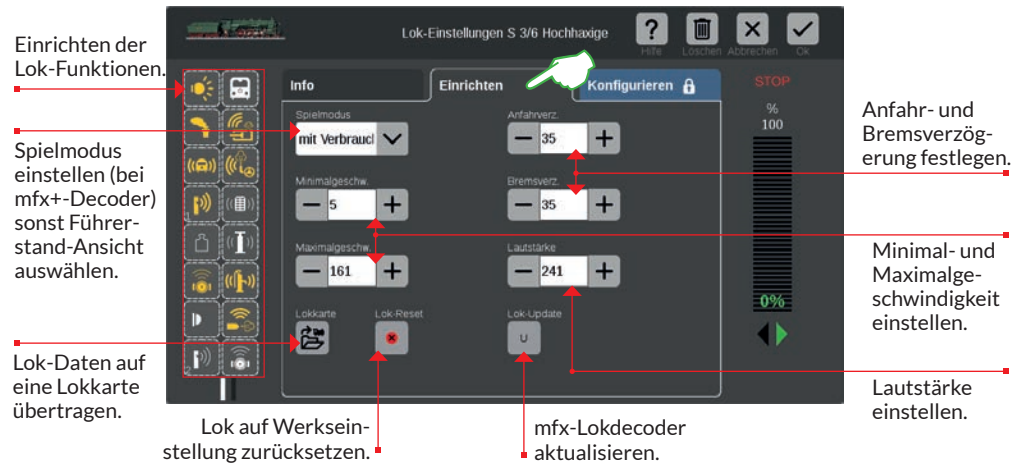 Lok-Einstellungen S 3/6 Hochhaxige
?
Hilfe
Löschen
Abbrechen
Ok
Einrichten der
Lok-Funktionen.
Spielmodus
einstellen (bei
mfx+-Decoder)
sonst Führer-
stand-Ansicht
auswählen.
Lok-Daten auf
eine Lokkarte
übertragen.
Info
Einrichten
Konfigurieren
Spielmodus
mit Verbrauc
Anfahrverz.
35
Minimalgeschw.
5
Bremsverz.
35
Maximalgeschw.
161
Lautstärke
241
Lokkarte
Lok-Reset
Lok-Update
U
STOP
%
100
0%
1
2
Anfahr- und
Bremsverzög-
erung festlegen.
Minimal- und
Maximalge-
schwindigkeit
einstellen.
Lautstärke
einstellen.
Lok auf Werksein-
stellung zurücksetzen.
mfx-Lokdecoder
aktualisieren.